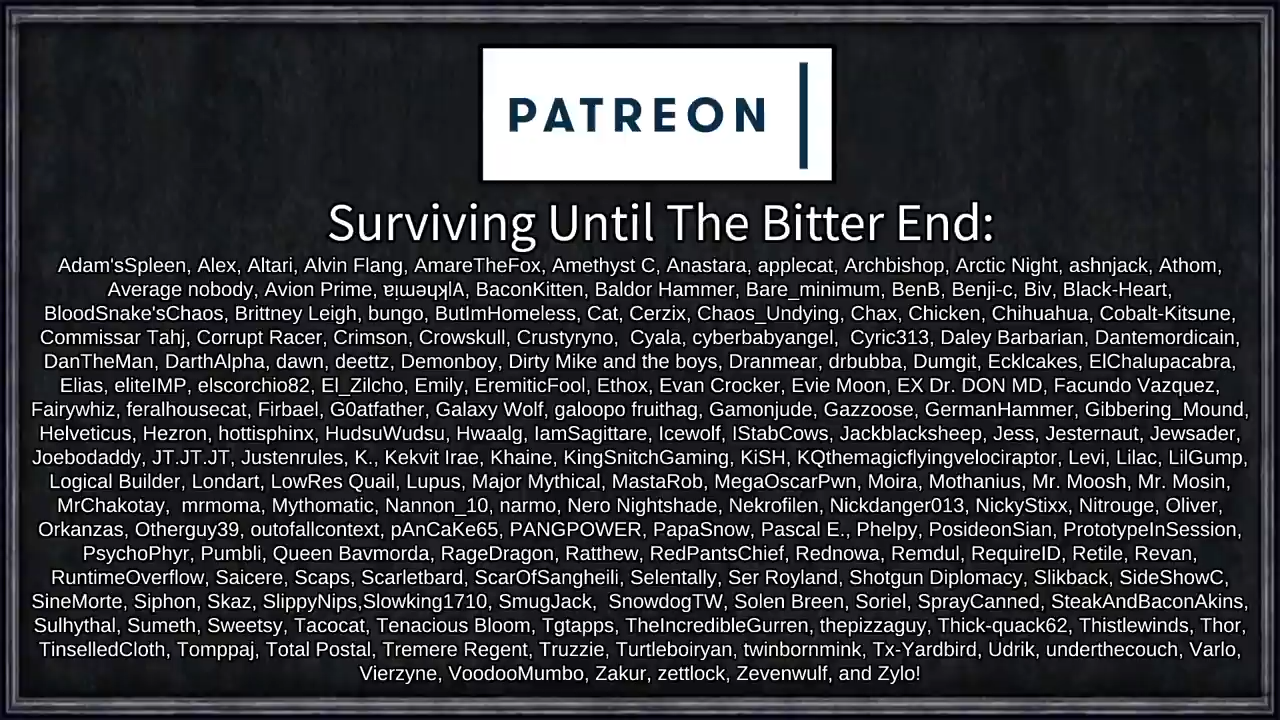 PATREON
Surviving Until The Bitter End:
Adam'sSpleen, Alex, Altari, Alvin Flang, AmareTheFox, Amethyst C, Anastara, applecat, Archbishop, Arctic Night, ashnjack, Athom,
Average nobody, Avion Prime, ɐᴉɯǝɥʞl∀, BaconKitten, Baldor Hammer, Bare_minimum, BenB, Benji-c, Biv, Black-Heart,
BloodSnake'sChaos, Brittney Leigh, bungo, ButImHomeless, Cat, Cerzix, Chaos_Undying, Chax, Chicken, Chihuahua, Cobalt-Kitsune,
Commissar Tahj, Corrupt Racer, Crimson, Crowskull, Crustyryno, Cyala, cyberbabyangel, Cyric313, Daley Barbarian, Dantemordicain,
DanTheMan, DarthAlpha, dawn, deettz, Demonboy, Dirty Mike and the boys, Dranmear, drbubba, Dumgit, Ecklcakes, ElChalupacabra,
Elias, eliteIMP, elscorchio82, El_Zilcho, Emily, EremiticFool, Ethox, Evan Crocker, Evie Moon, EX Dr. DON MD, Facundo Vazquez,
Fairywhiz, feralhousecat, Firbael, G0atfather, Galaxy Wolf, galoopo fruithag, Gamonjude, Gazzoose, GermanHammer, Gibbering_Mound,
Helveticus, Hezron, hottisphinx, HudsuWudsu, Hwaalg, IamSagittare, Icewolf, IStabCows, Jackblacksheep, Jess, Jesternaut, Jewsader,
Joebodaddy, JT.JT.JT, Justenrules, K., Kekvit Irae, Khaine, KingSnitchGaming, KiSH, KQthemagicflyingvelociraptor, Levi, Lilac, LilGump,
Logical Builder, Londart, LowRes Quail, Lupus, Major Mythical, MastaRob, MegaOscarPwn, Moira, Mothanius, Mr. Moosh, Mr. Mosin,
MrChakotay, mrmoma, Mythomatic, Nannon_10, narmo, Nero Nightshade, Nekrofilen, Nickdanger013, NickyStixx, Nitrouge, Oliver,
Orkanzas, Otherguy39, outofallcontext, pAnCaKe65, PANGPOWER, PapaSnow, Pascal E., Phelpy, PosideonSian, PrototypeInSession,
PsychoPhyr, Pumbli, Queen Bavmorda, RageDragon, Ratthew, RedPantsChief, Rednowa, Remdul, RequireID, Retile, Revan,
RuntimeOverflow, Saicere, Scaps, Scarletbard, ScarOfSangheili, Selentally, Ser Royland, Shotgun Diplomacy, Slikback, SideShowC,
SineMorte, Siphon, Skaz, SlippyNips,Slowking1710, SmugJack, SnowdogTW, Solen Breen, Soriel, SprayCanned, SteakAndBaconAkins,
Sulhythal, Sumeth, Sweetsy, Tacocat, Tenacious Bloom, Tgtapps, TheIncredibleGurren, thepizzaguy, Thick-quack62, Thistlewinds, Thor,
TinselledCloth, Tomppaj, Total Postal, Tremere Regent, Truzzie, Turtleboiryan, twinbornmink, Tx-Yardbird, Udrik, underthecouch, Varlo,
Vierzyne, VoodooMumbo, Zakur, zettlock, Zevenwulf, and Zylo!